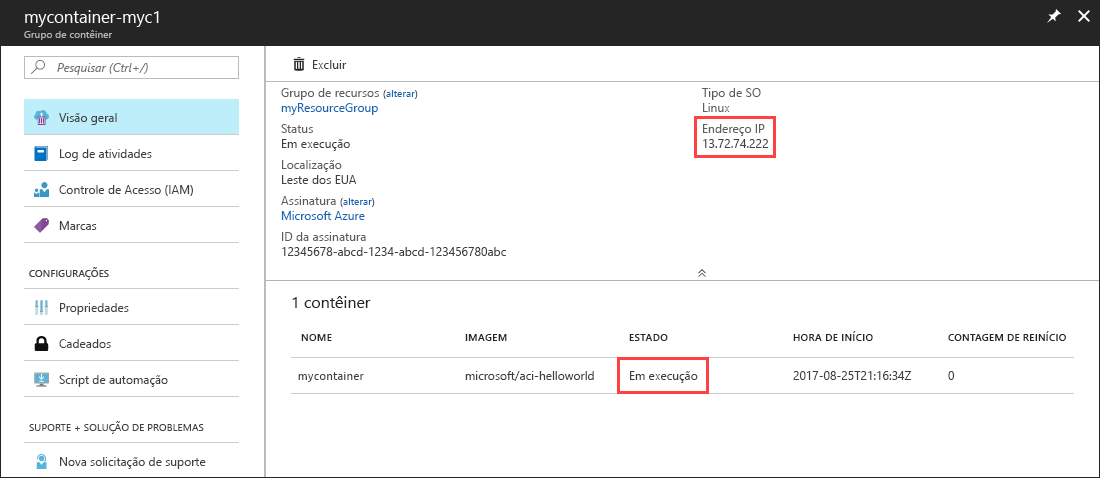 mycontainer-myc1
Grupo de contêiner
Pesquisar (Ctrl+/)
Visão geral
Log de atividades
Controle de Acesso (IAM)
Marcas
CONFIGURAÇÕES
Propriedades
Cadeados
Script de automação
SUPORTE + SOLUÇÃO DE PROBLEMAS
Nova solicitação de suporte
Excluir
Grupo de recursos (alterar)
myResourceGroup
Status
Em execução
Localização
Leste dos EUA
Assinatura (alterar)
Microsoft Azure
ID da assinatura
12345678-abcd-1234-abcd-123456780abc
Tipo de SO
Linux
Endereço IP
13.72.74.222
1 contêiner
NOME IMAGEM ESTADO HORA DE INÍCIO CONTAGEM DE REINÍCIO
mycontainer microsoft/aci-helloworld Em execução 2017-08-25T21:16:34Z 0